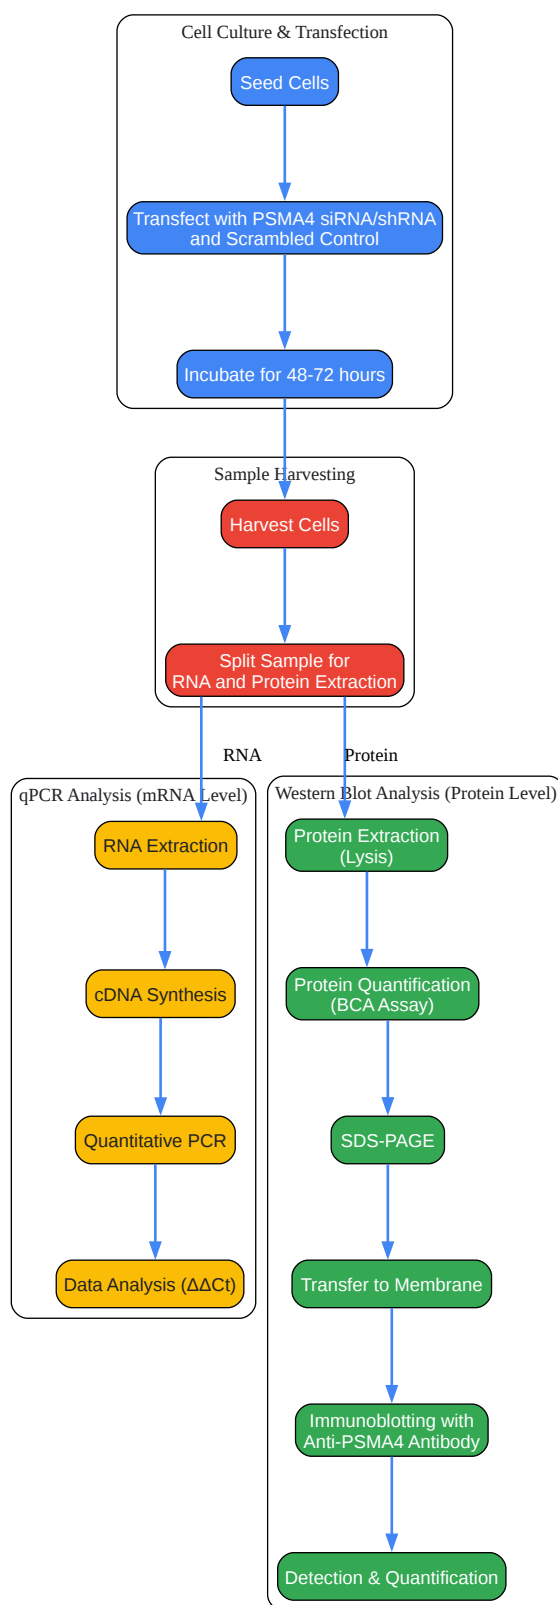 Cell Culture & Transfection
Seed Cells
Transfect with PSMA4 siRNA/shRNA
and Scrambled Control
Incubate for 48-72 hours
Sample Harvesting
Harvest Cells
Split Sample for
RNA and Protein Extraction
RNA
Protein
qPCR Analysis (mRNA Level)
RNA Extraction
cDNA Synthesis
Quantitative PCR
Data Analysis (ΔΔCt)
Western Blot Analysis (Protein Level)
Protein Extraction
(Lysis)
Protein Quantification
(BCA Assay)
SDS-PAGE
Transfer to Membrane
Immunoblotting with
Anti-PSMA4 Antibody
Detection & Quantification